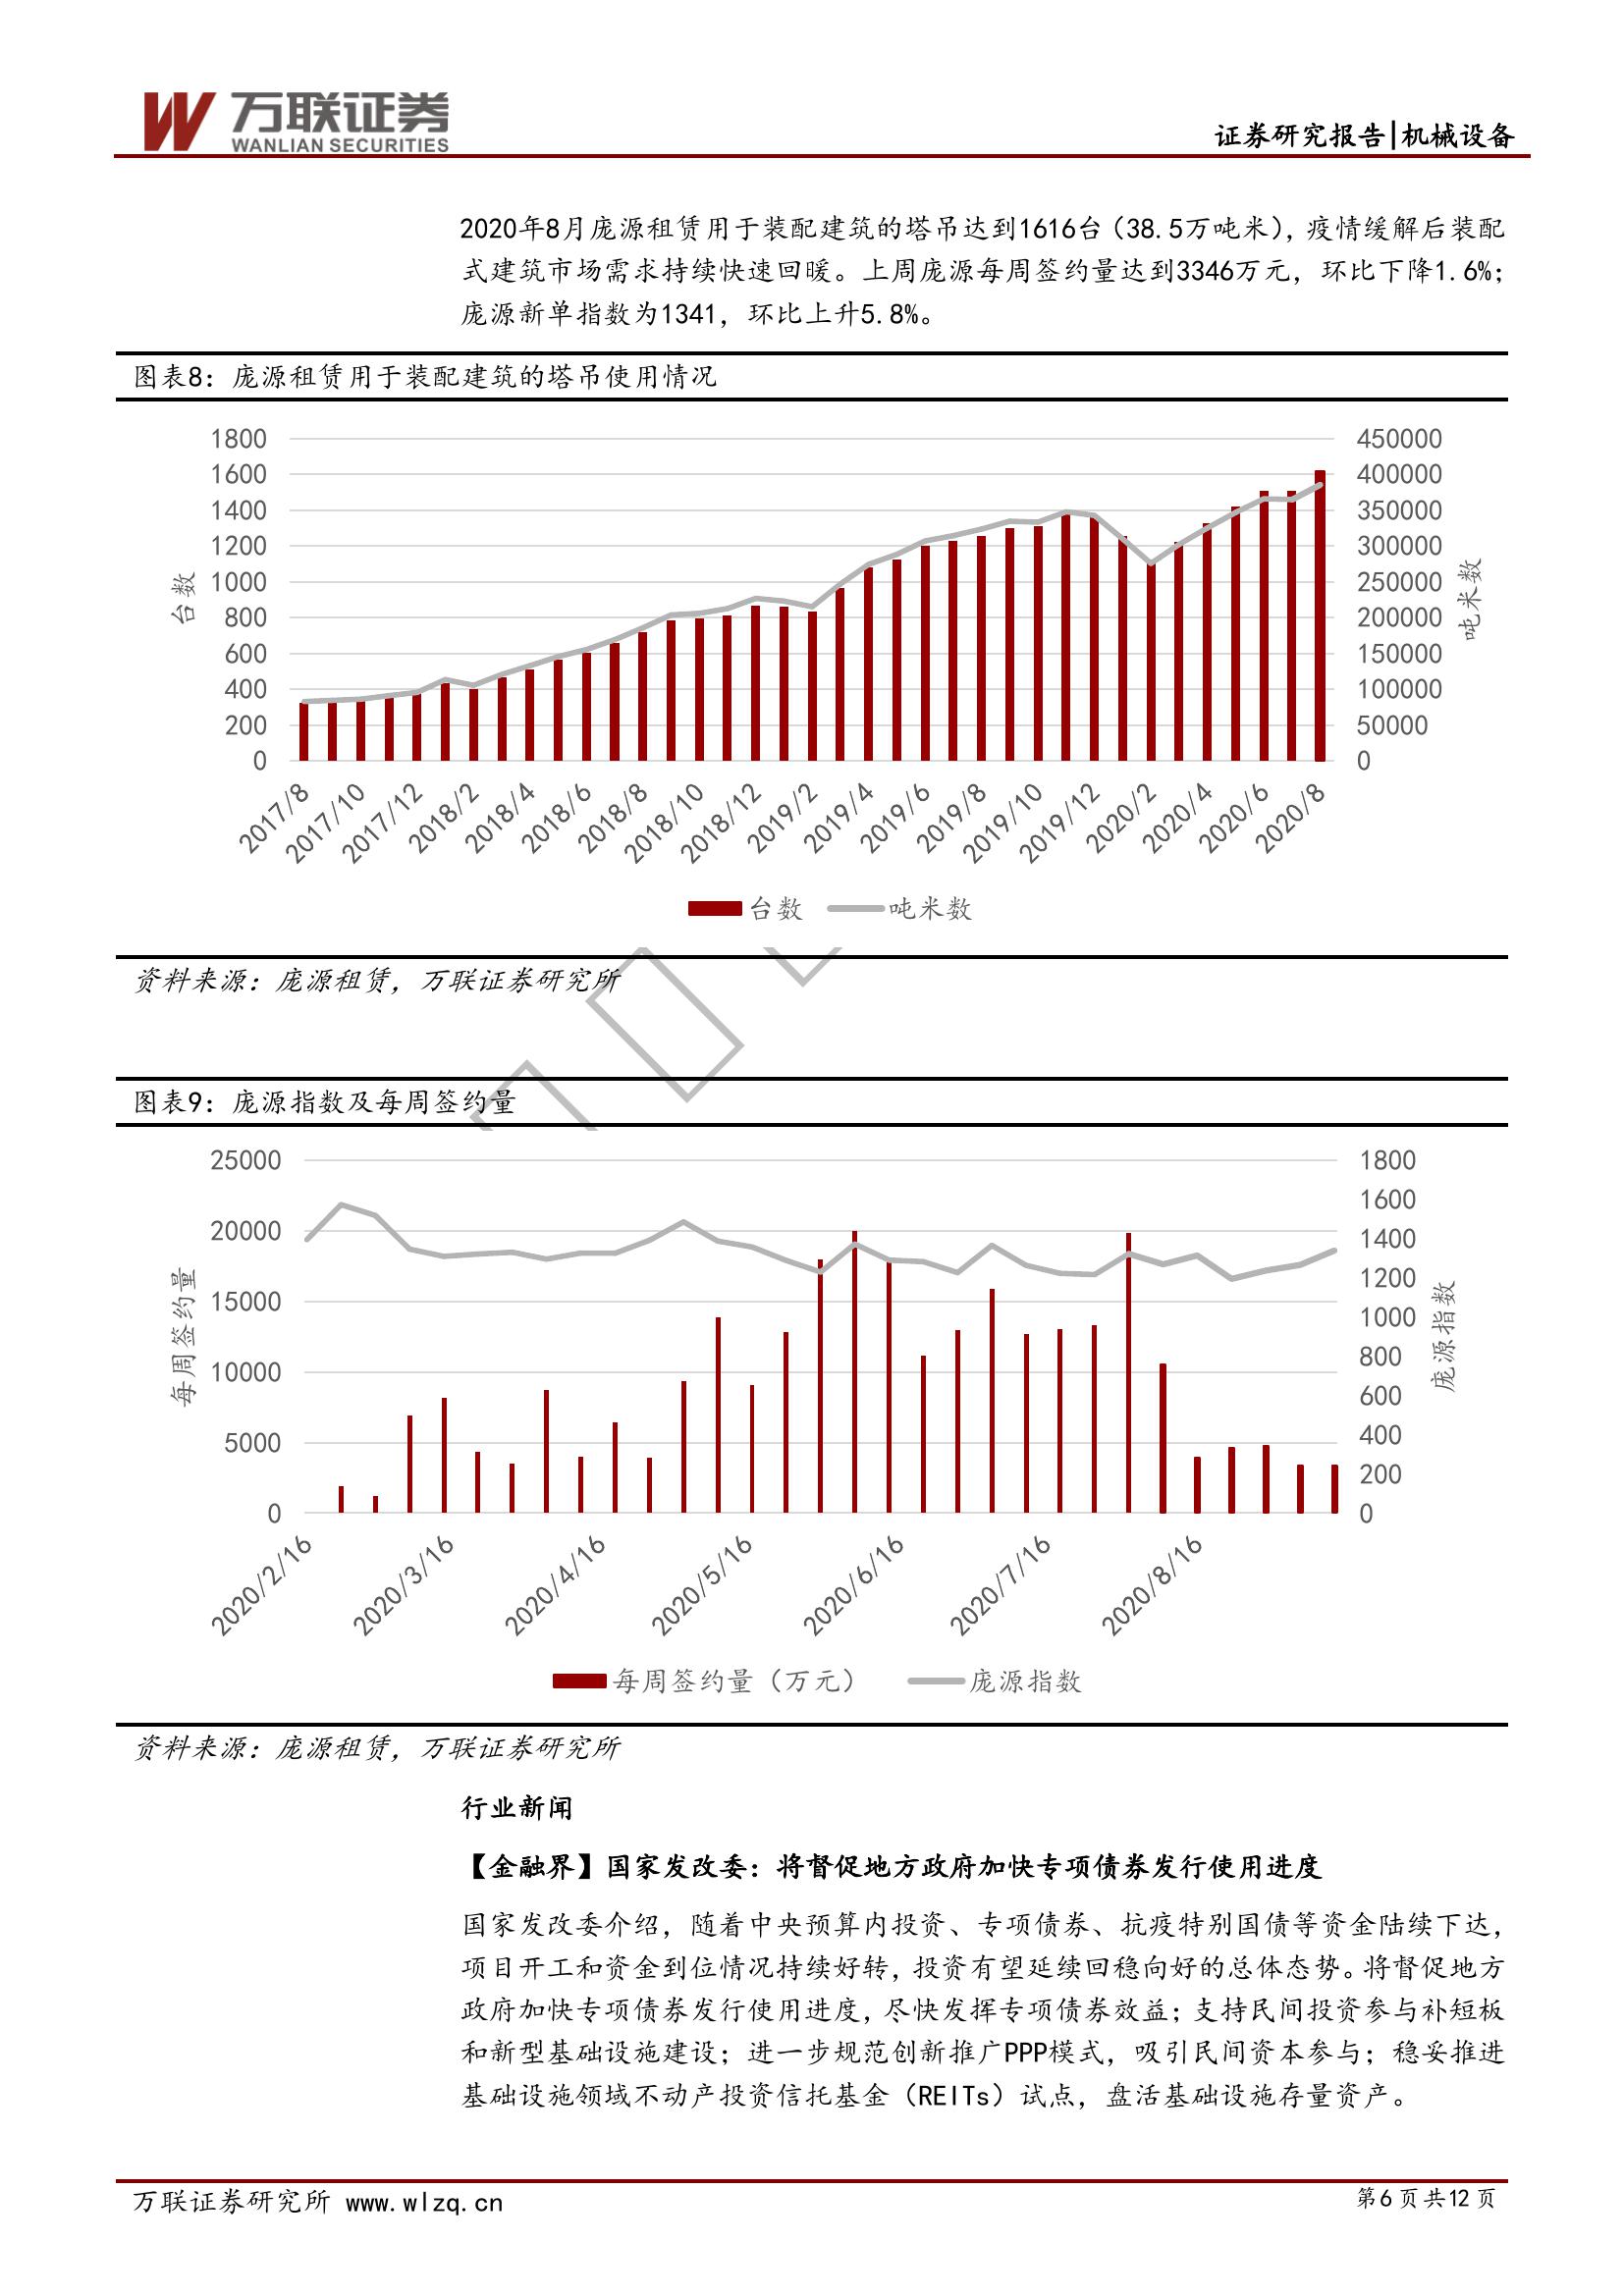 万联证券
WANLIAN SECURITIES
证券研究报告|机械设备
2020年8月庞源租赁用于装配建筑的塔吊达到1616台（38.5万吨米），疫情缓解后装配
式建筑市场需求持续快速回暖。上周庞源每周签约量达到3346万元，环比下降1.6%；
庞源新单指数为1341，环比上升5.8%。
图表8：庞源租赁用于装配建筑的塔吊使用情况
1800
1600
1400
1200
1000
800
600
400
200
0
台数
450000
400000
350000
300000
250000
200000
150000
100000
50000
0
吨米数
2017/8
2017/10
2017/12
2018/2
2018/4
2018/6
2018/8
2018/10
2018/12
2019/2
2019/4
2019/6
2019/8
2019/10
2019/12
2020/2
2020/4
2020/6
2020/8
台数 吨米数
资料来源：庞源租赁，万联证券研究所
图表9：庞源指数及每周签约量
25000
20000
15000
10000
5000
0
每周签约量
1800
1600
1400
1200
1000
800
600
400
200
0
庞源指数
2020/2/16
2020/3/16
2020/4/16
2020/5/16
2020/6/16
2020/7/16
2020/8/16
每周签约量（万元） 庞源指数
资料来源：庞源租赁，万联证券研究所
行业新闻
【金融界】国家发改委：将督促地方政府加快专项债券发行使用进度
国家发改委介绍，随着中央预算内投资、专项债券、抗疫特别国债等资金陆续下达，
项目开工和资金到位情况持续好转，投资有望延续回稳向好的总体态势。将督促地方
政府加快专项债券发行使用进度，尽快发挥专项债券效益；支持民间投资参与补短板
和新型基础设施建设；进一步规范创新推广PPP模式，吸引民间资本参与；稳妥推进
基础设施领域不动产投资信托基金（REITs）试点，盘活基础设施存量资产。
万联证券研究所 www.wlzq.cn
第6页共12页